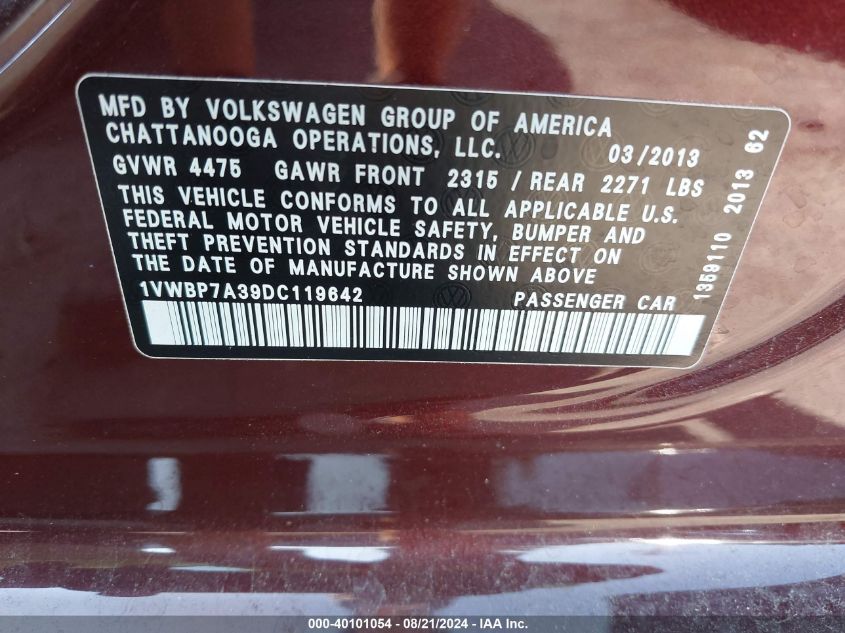 MFD BY VOLKSWAGEN GROUP OF AMERICA
CHATTANOOGA OPERATIONS, LLC. 03/2013
GVWR 4475 GAWR FRONT 2315 / REAR 2271 LBS
THIS VEHICLE CONFORMS TO ALL APPLICABLE U.S.
FEDERAL MOTOR VEHICLE SAFETY, BUMPER AND
THEFT PREVENTION STANDARDS IN EFFECT ON
THE DATE OF MANUFACTURE SHOWN ABOVE
1VWBP7A39DC119642 PASSENGER CAR
1359110 2013 62
000-40101054 - 08/21/2024 - IAA Inc.